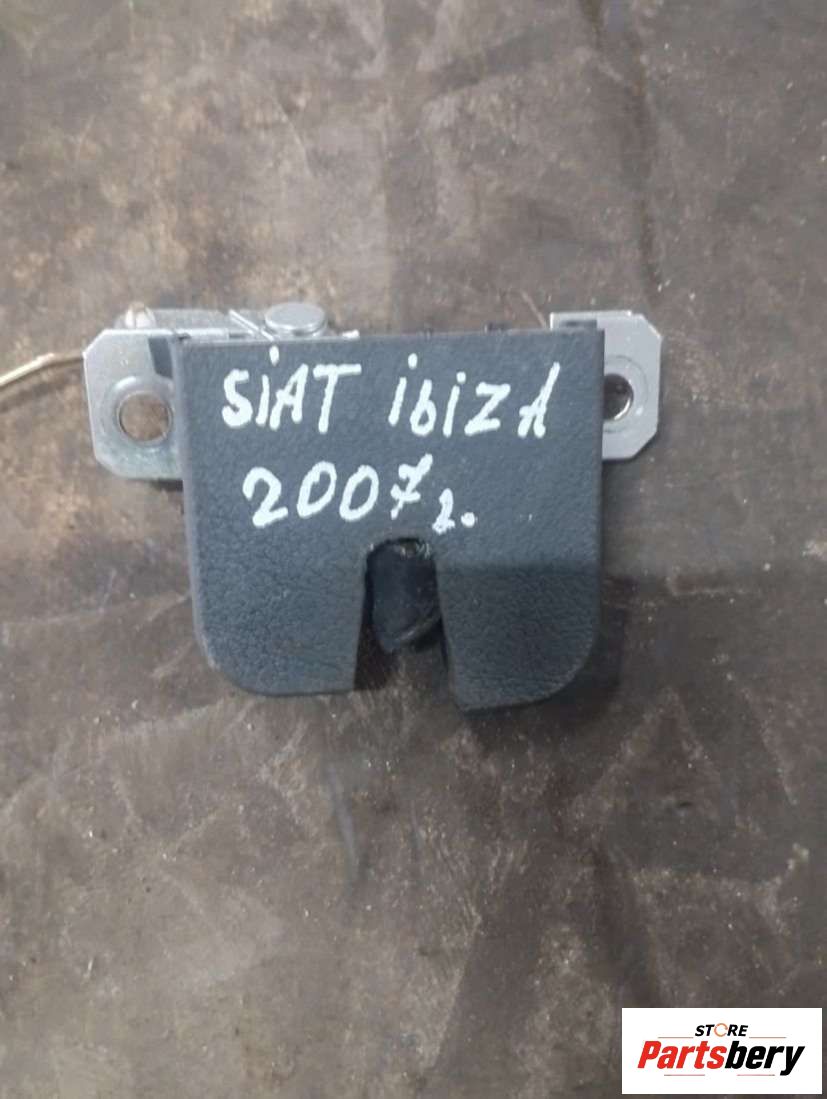 SiAT ibizA
2007г.
STORE
Partsbery